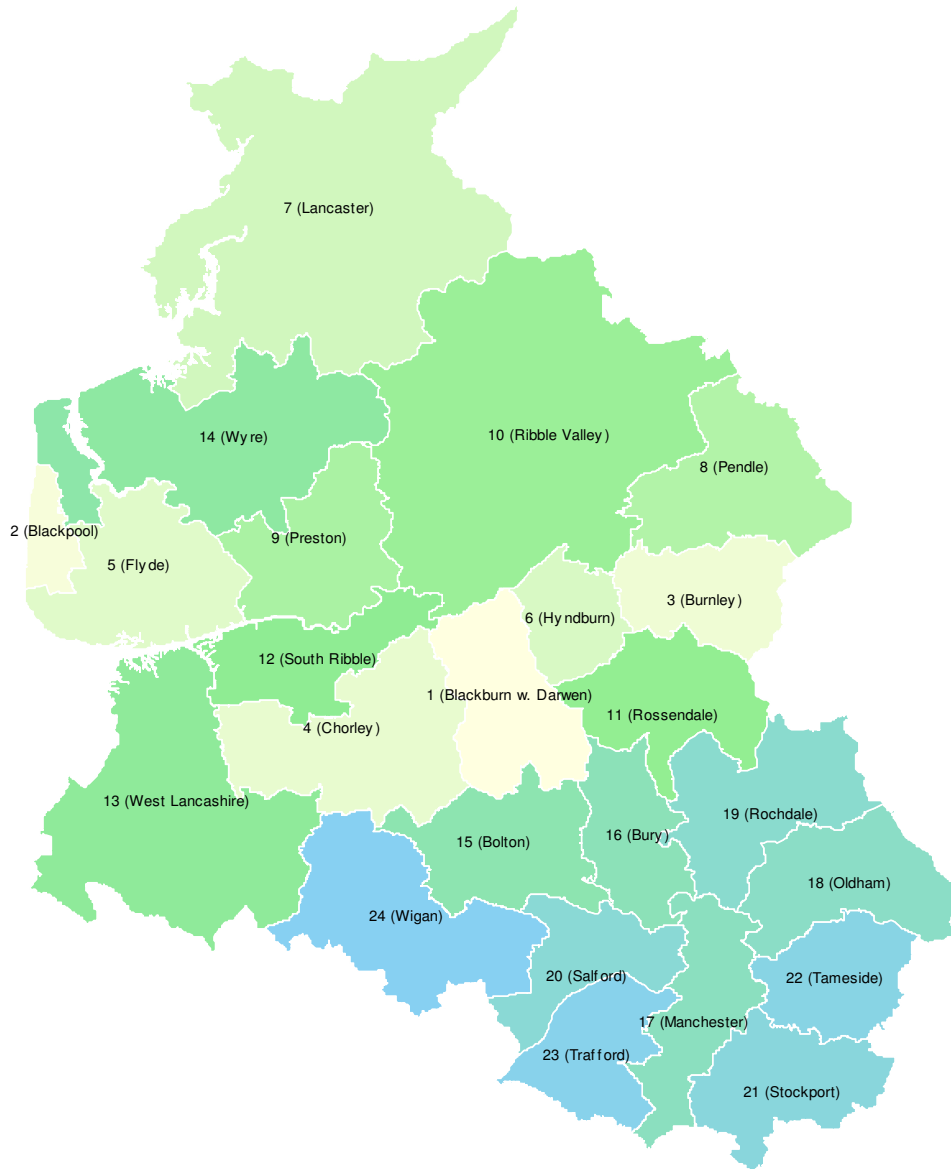 7 (Lancaster)
14 (Wyre)
10 (Ribble Valley)
8 (Pendle)
2 (Blackpool)
9 (Preston)
5 (Flyde)
3 (Burnley)
6 (Hyndburn)
12 (South Ribble)
1 (Blackburn w. Darwen)
11 (Rossendale)
4 (Chorley)
13 (West Lancashire)
19 (Rochdale)
16 (Bury)
15 (Bolton)
18 (Oldham)
24 (Wigan)
20 (Salford)
22 (Tameside)
17 (Manchester)
23 (Trafford)
21 (Stockport)